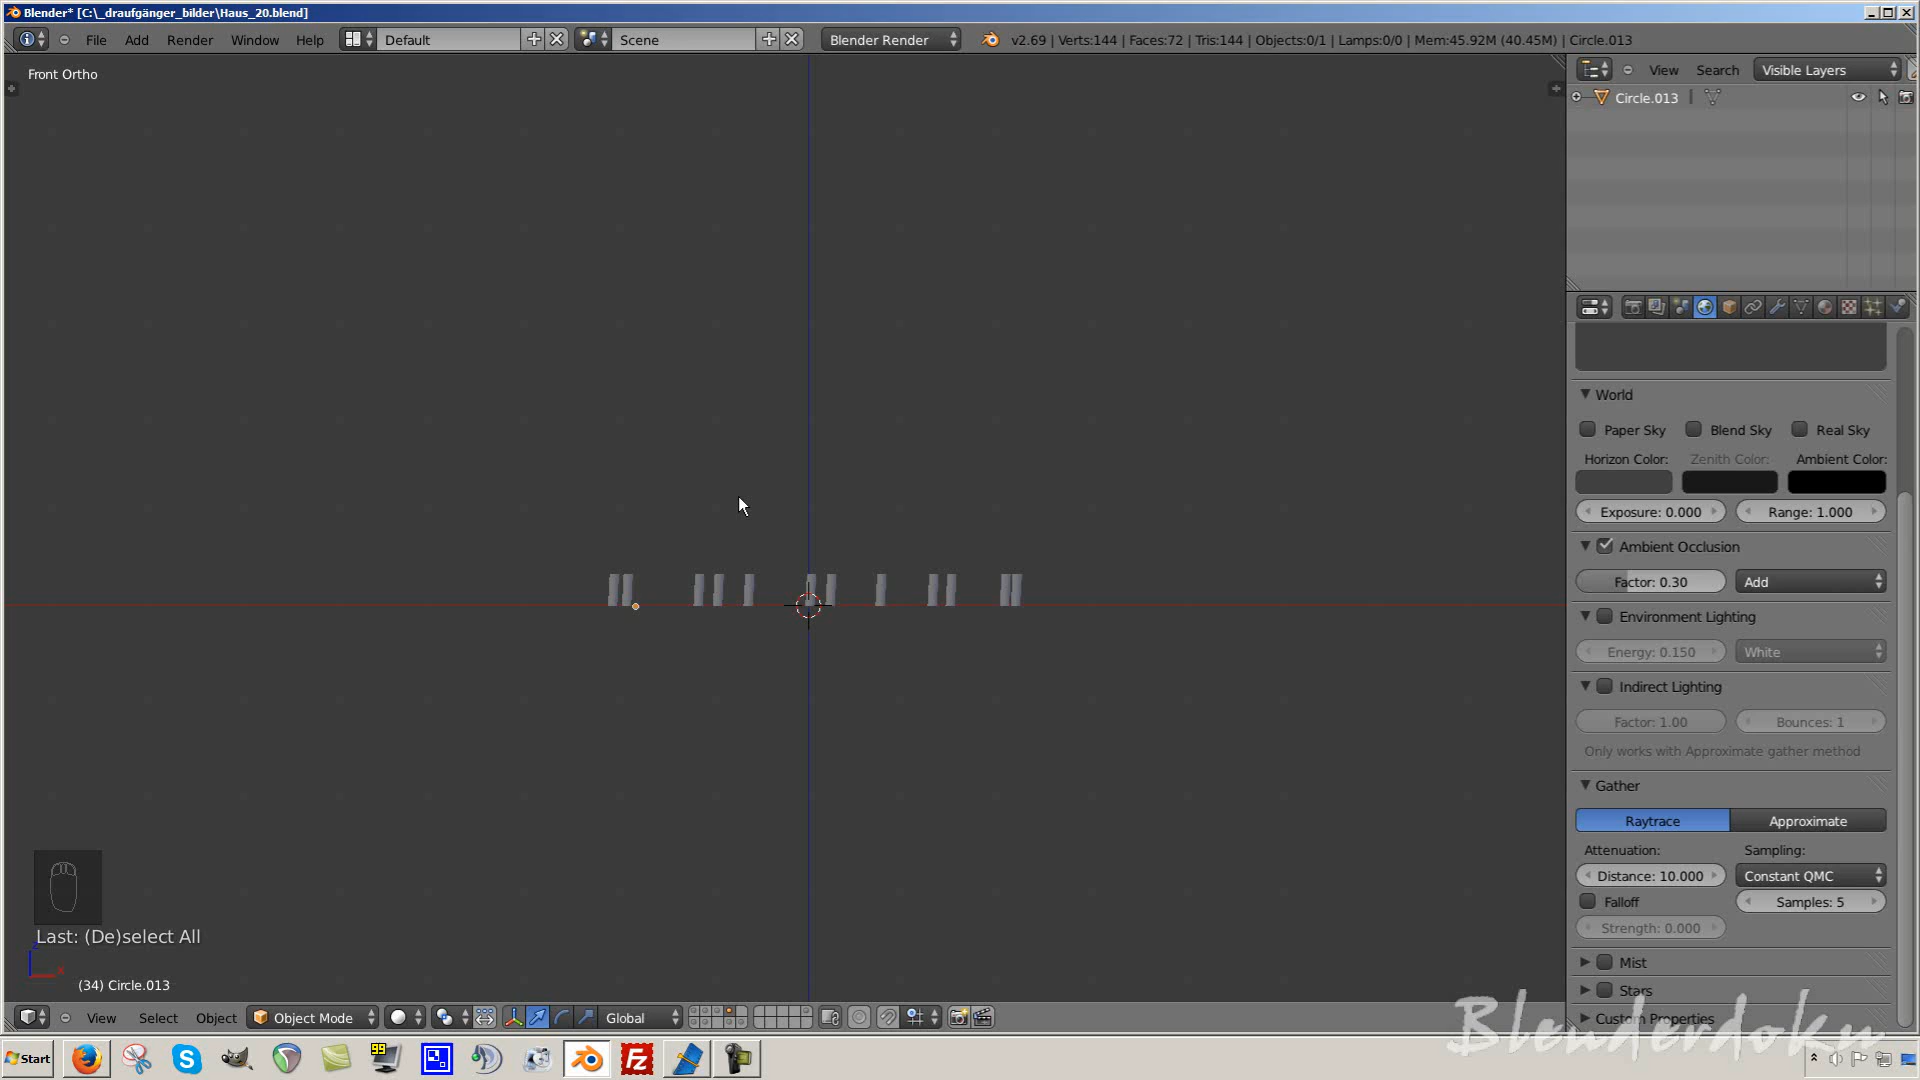 Blender* [C:\_draufgänger_bilder\Haus_20.blend]
File Add Render Window Help Default Scene Blender Render v2.69 | Verts:144 | Faces:72 | Tris:144 | Objects:0/1 | Lamps:0/0 | Mem:45.92M (40.45M) | Circle.013
Front Ortho
View Search Visible Layers
Circle.013
World
Paper Sky Blend Sky Real Sky
Horizon Color: Zenith Color: Ambient Color:
Exposure: 0.000 Range: 1.000
Ambient Occlusion
Factor: 0.30 Add
Environment Lighting
Energy: 0.150 White
Indirect Lighting
Factor: 1.00 Bounces: 1
Only works with Approximate gather method
Gather
Raytrace Approximate
Attenuation: Sampling:
Distance: 10.000 Constant QMC
Falloff Samples: 5
Strength: 0.000
Mist
Stars
Custom Properties
Last: (De)select All
z
x
(34) Circle.013
View Select Object Object Mode Global
Blenderdoku
Start
99
FZ